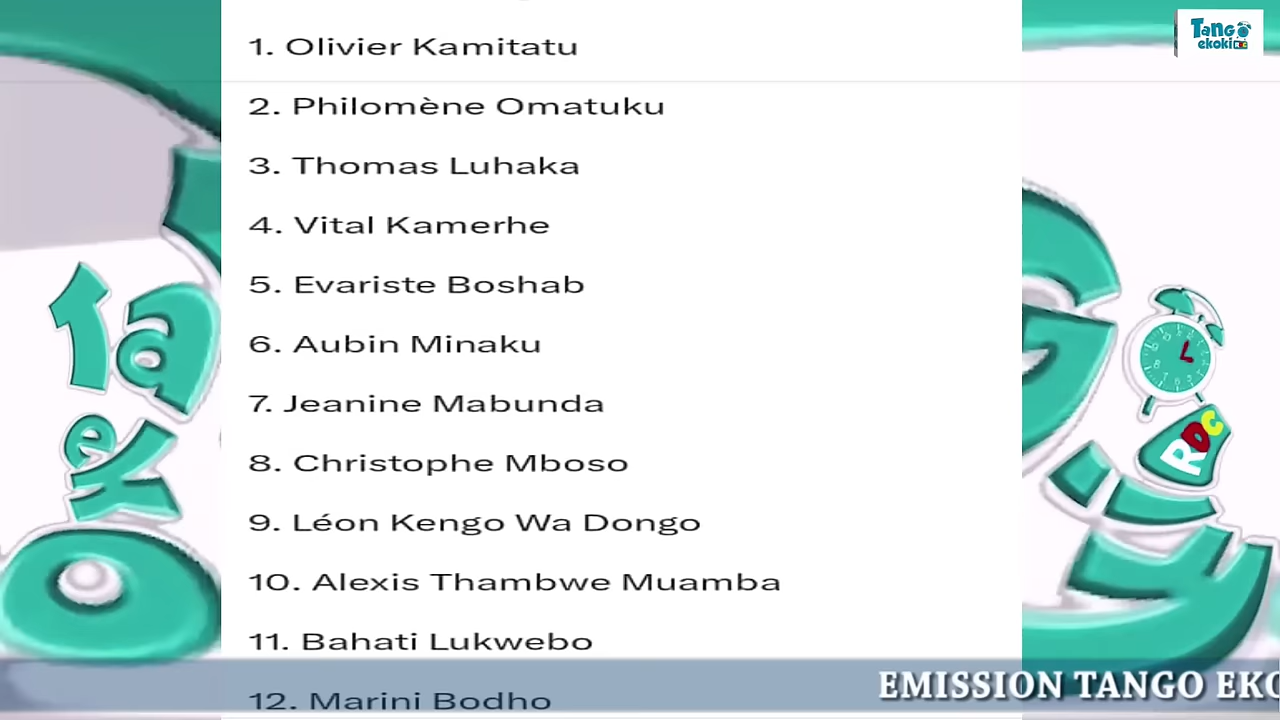 1. Olivier Kamitatu
2. Philomène Omatuku
3. Thomas Luhaka
4. Vital Kamerhe
5. Evariste Boshab
6. Aubin Minaku
7. Jeanine Mabunda
8. Christophe Mboso
9. Léon Kengo Wa Dongo
10. Alexis Thambwe Muamba
11. Bahati Lukwebo
12. Marini Bodho
EMISSION TANGO EKO
Tango
ekoki RDC
RDC